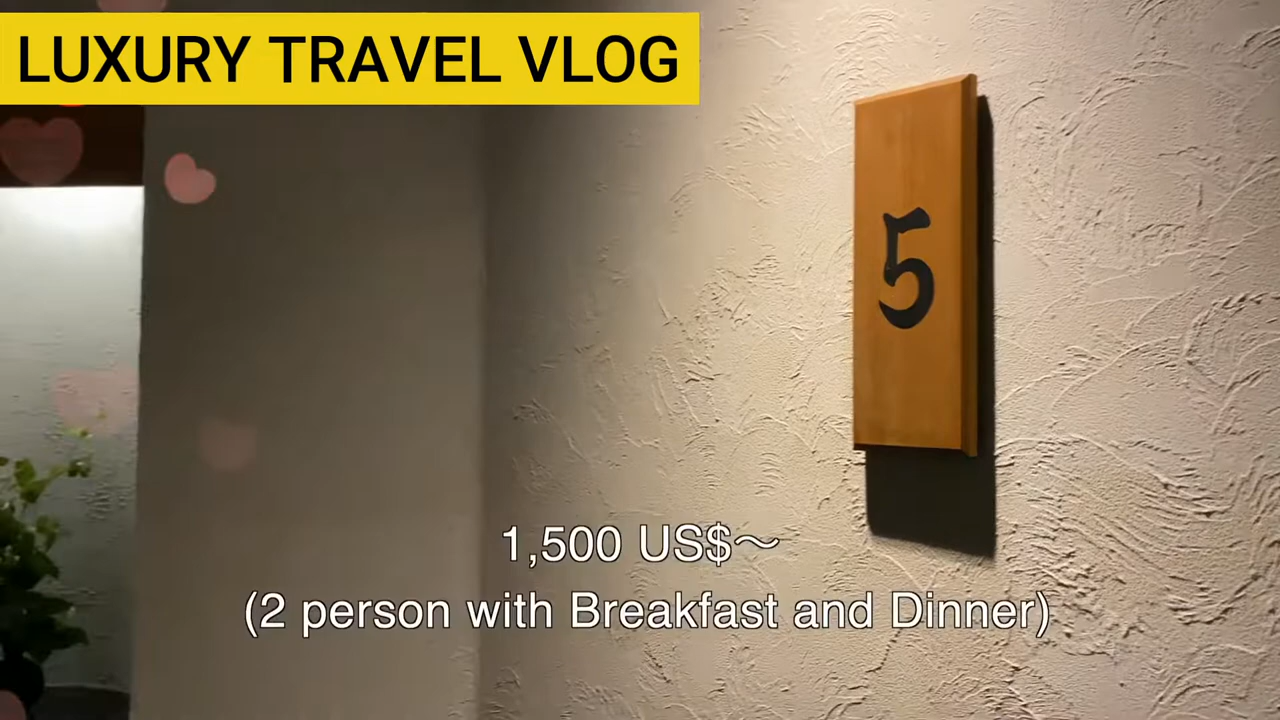 LUXURY TRAVEL VLOG
5
1,500 US$〜
(2 person with Breakfast and Dinner)